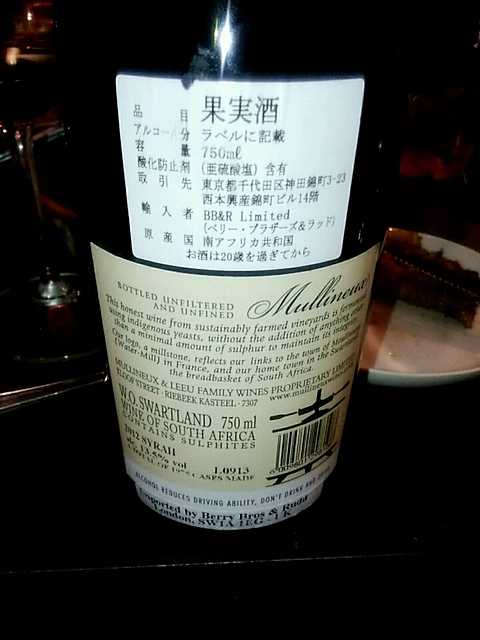 品 目 果実酒
アルコール分 ラベルに記載
容 量 750mℓ
酸化防止剤 (亜硫酸塩) 含有
取 引 先 東京都千代田区神田錦町3-23
西本興産錦町ビル14階
輸 入 者 BB&R Limited
(ベリー・ブラザーズ&ラッド)
原 産 国 南アフリカ共和国
お酒は20歳を過ぎてから
BOTTLED UNFILTERED
AND UNFINED
Mullineux
This honest wine from sustainably farmed vineyards is fermented
using indigenous yeasts, without the addition of anything other
than a minimal amount of sulphur to maintain its integrity.
Our logo, a millstone, reflects our links to the town of
(Water-Mill) in France, and our home town in the Swartland
the breadbasket of South Africa.
MULLINEUX & LEEU FAMILY WINES PROPRIETARY LIMITED
KLOOF STREET · RIEBEEK KASTEEL · 7307
www.mullineux
W.O. SWARTLAND 750 ml
WINE OF SOUTH AFRICA
CONTAINS SULPHITES
2012 SYRAH
13.5% vol L0913
TOTAL OF CASES MADE
ALCOHOL REDUCES DRIVING ABILITY, DON'T DRINK AND DRIVE
Imported by Berry Bros & Rudd
London, SW1A 1EG - UK